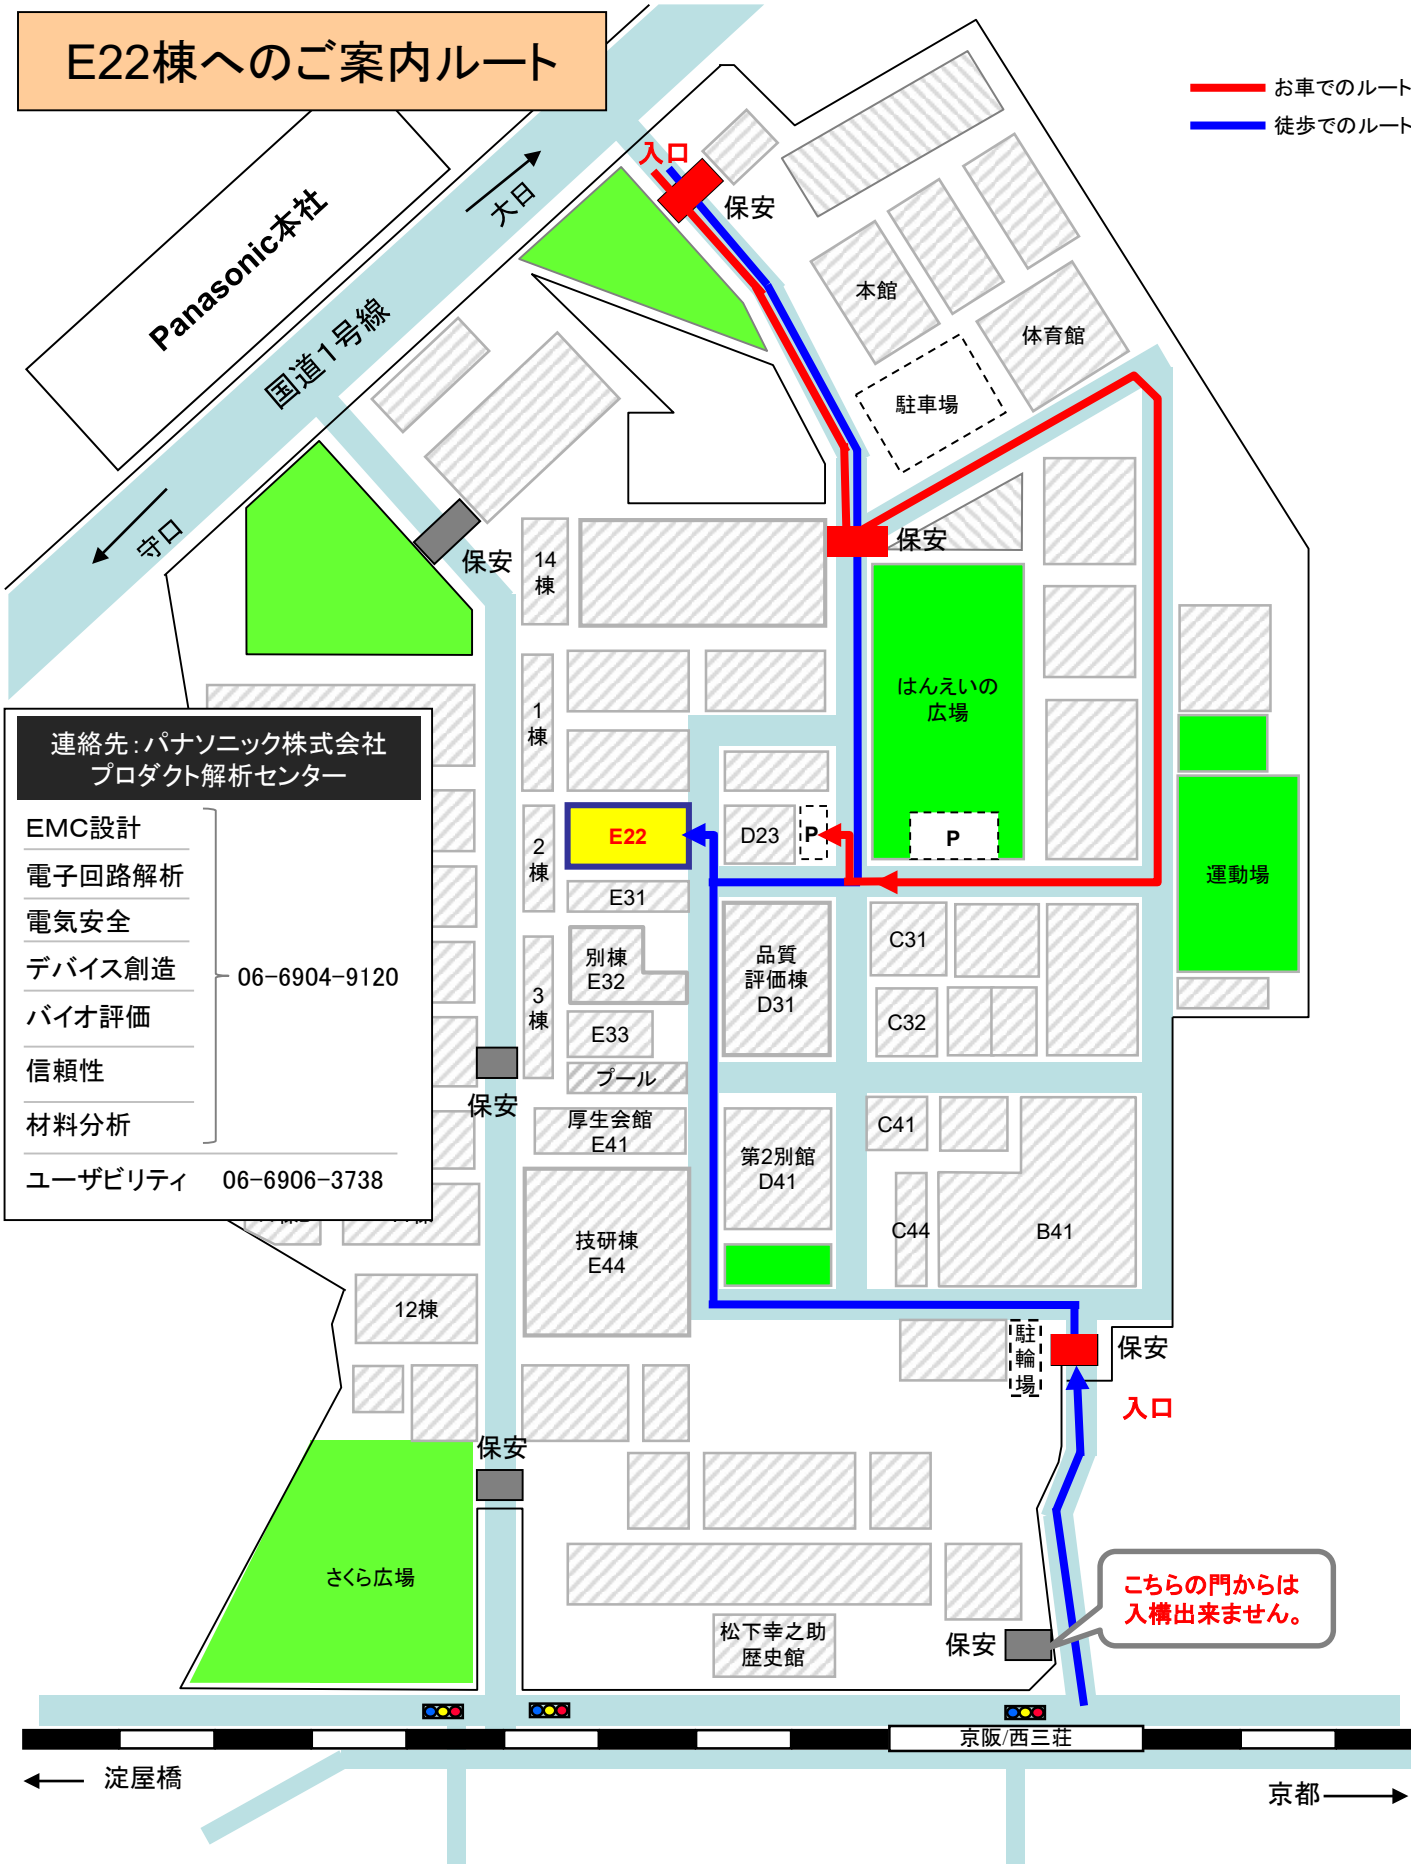 E22棟へのご案内ルート
お車でのルート
徒歩でのルート
入口
保安
大日
Panasonic本社
国道1号線
守口
本館
体育館
駐車場
保安
保安
14
棟
はんえいの
広場
P
1
棟
連絡先：パナソニック株式会社
プロダクト解析センター
EMC設計
電子回路解析
電気安全
デバイス創造
バイオ評価
信頼性
材料分析
06-6904-9120
ユーザビリティ 06-6906-3738
2
棟
E22
D23
P
運動場
E31
別棟
E32
品質
評価棟
D31
C31
3
棟
E33
C32
プール
保安
厚生会館
E41
C41
第2別館
D41
技研棟
E44
C44
B41
12棟
駐
輪
場
保安
入口
保安
さくら広場
こちらの門からは
入構出来ません。
松下幸之助
歴史館
保安
京阪/西三荘
淀屋橋
京都